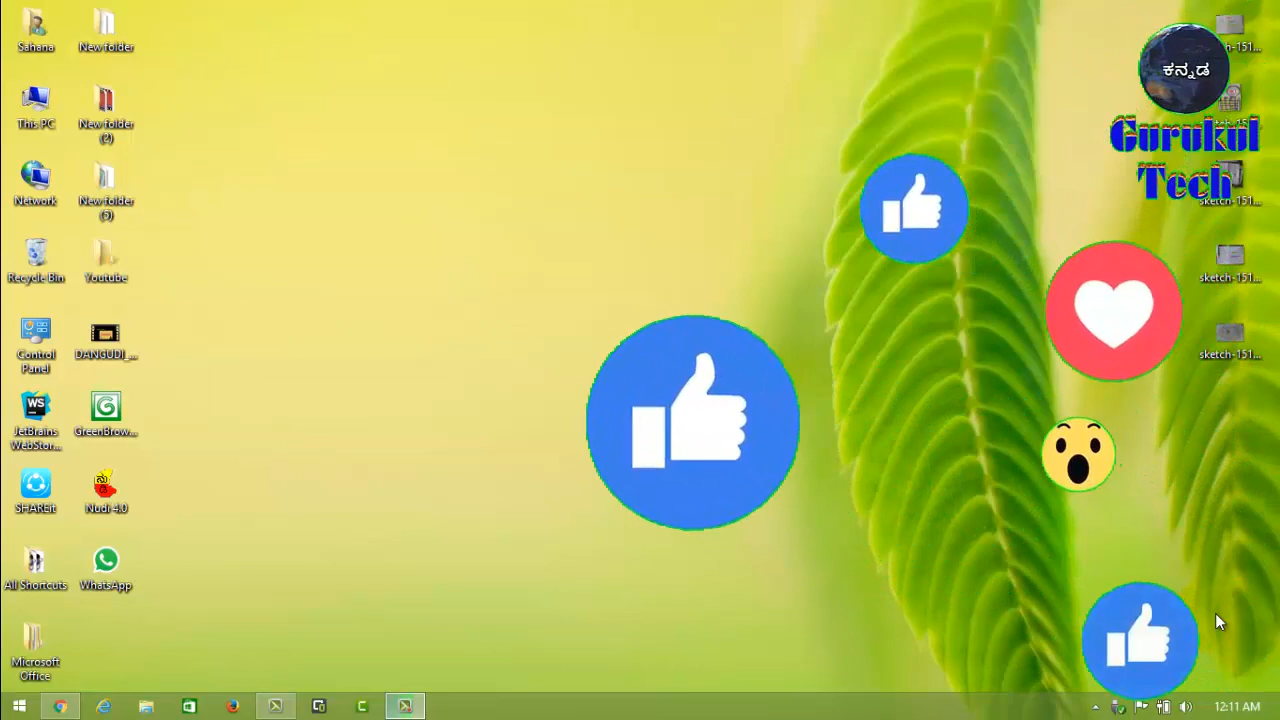 Sahana
New folder
This PC
New folder
(2)
Network
New folder
(5)
Recycle Bin
Youtube
Control
Panel
DANGUDI_...
JetBrains
WebStor...
GreenBrow...
SHAREit
Nudi 4.0
All Shortcuts
WhatsApp
Microsoft
Office
ಕನ್ನಡ
Gurukul
Tech
sketch-151...
sketch-151...
sketch-151...
12:11 AM